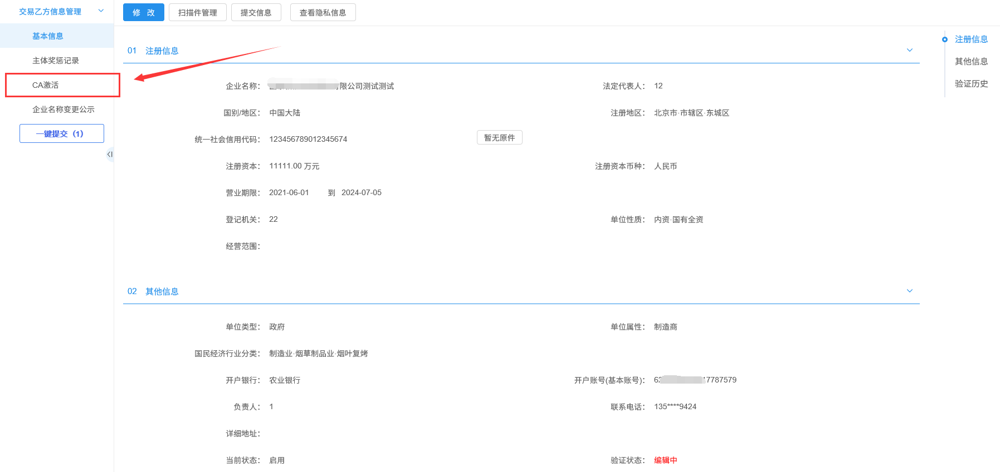 交易乙方信息管理
基本信息
主体奖惩记录
CA激活
企业名称变更公示
一键提交（1）
修 改 扫描件管理 提交信息 查看隐私信息
01 注册信息
企业名称： 限公司测试测试 法定代表人： 12
国别/地区： 中国大陆 注册地区： 北京市·市辖区·东城区
统一社会信用代码： 123456789012345674 暂无原件
注册资本： 11111.00 万元 注册资本币种： 人民币
营业期限： 2021-06-01 到 2024-07-05
登记机关： 22 单位性质： 内资·国有全资
经营范围：
02 其他信息
单位类型： 政府 单位属性： 制造商
国民经济行业分类： 制造业·烟草制品业·烟叶复烤
开户银行： 农业银行 开户账号(基本账号)： 62 7787579
负责人： 1 联系电话： 135****9424
详细地址：
当前状态： 启用 验证状态： 编辑中
注册信息
其他信息
验证历史